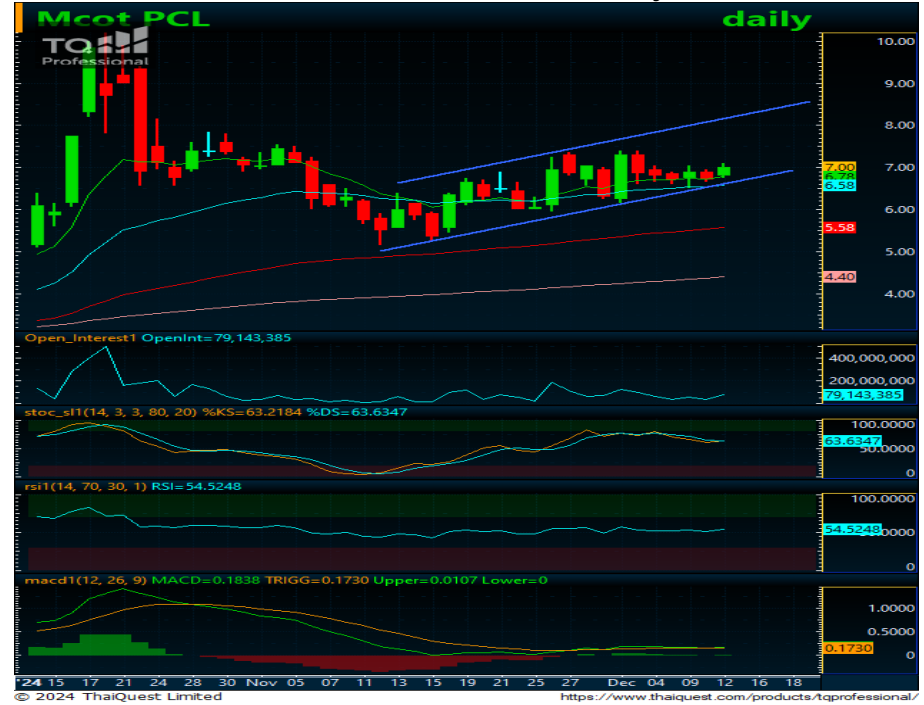 Mcot PCL daily
TQ
Professional
10.00
9.00
8.00
7.00
7.00
6.78
6.58
6.00
5.58
5.00
4.40
4.00
Open_Interest1 OpenInt=79,143,385
400,000,000
200,000,000
79,143,385
stoc_sl1(14, 3, 3, 80, 20) %KS=63.2184 %DS=63.6347
100.0000
63.6347
50.0000
0
rsi1(14, 70, 30, 1) RSI=54.5248
100.0000
54.5248
0
macd1(12, 26, 9) MACD=0.1838 TRIGG=0.1730 Upper=0.0107 Lower=0
1.0000
0.5000
0.1730
0
'24 15 17 21 24 28 30 Nov 05 07 11 13 15 19 21 25 27 Dec 04 09 12 16 18
© 2024 ThaiQuest Limited https://www.thaiquest.com/products/tqprofessional/